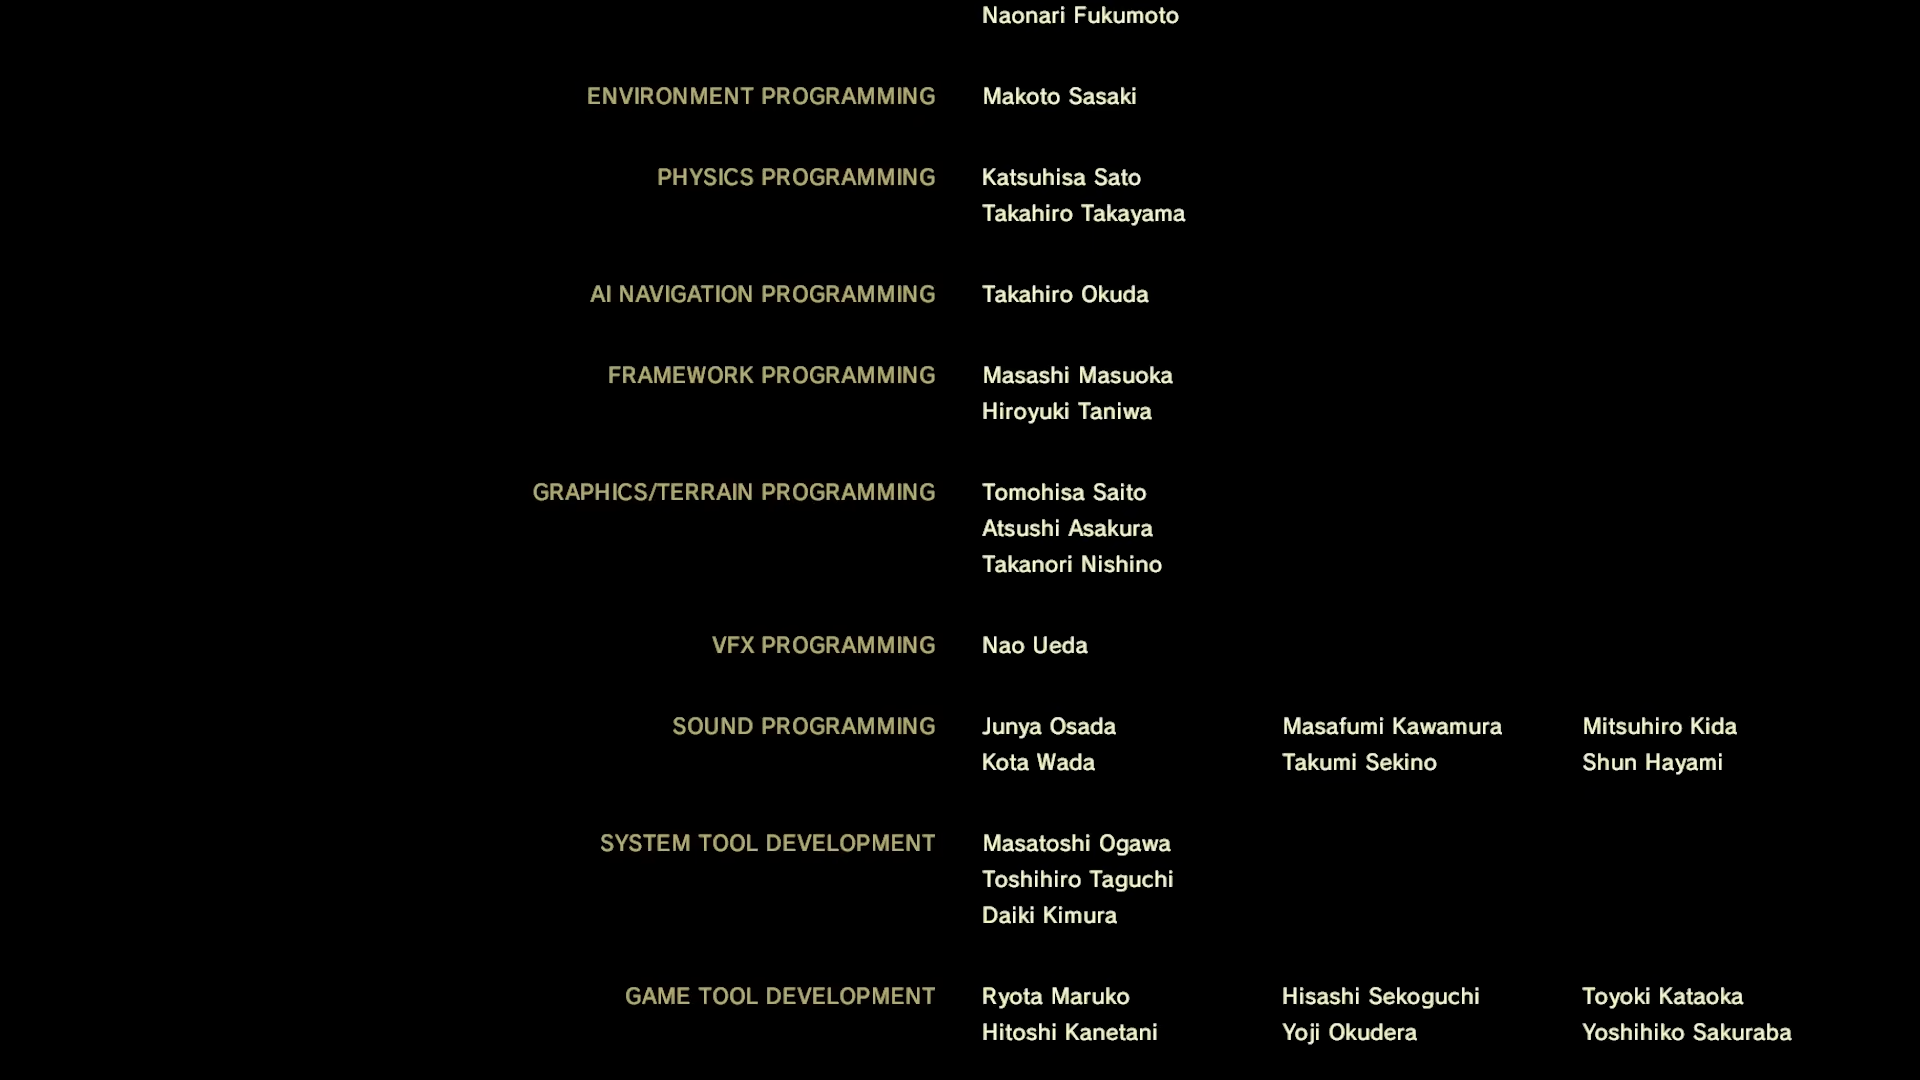 Naonari Fukumoto
ENVIRONMENT PROGRAMMING Makoto Sasaki
PHYSICS PROGRAMMING Katsuhisa Sato
Takahiro Takayama
AI NAVIGATION PROGRAMMING Takahiro Okuda
FRAMEWORK PROGRAMMING Masashi Masuoka
Hiroyuki Taniwa
GRAPHICS/TERRAIN PROGRAMMING Tomohisa Saito
Atsushi Asakura
Takanori Nishino
VFX PROGRAMMING Nao Ueda
SOUND PROGRAMMING Junya Osada Masafumi Kawamura Mitsuhiro Kida
Kota Wada Takumi Sekino Shun Hayami
SYSTEM TOOL DEVELOPMENT Masatoshi Ogawa
Toshihiro Taguchi
Daiki Kimura
GAME TOOL DEVELOPMENT Ryota Maruko Hisashi Sekoguchi Toyoki Kataoka
Hitoshi Kanetani Yoji Okudera Yoshihiko Sakuraba